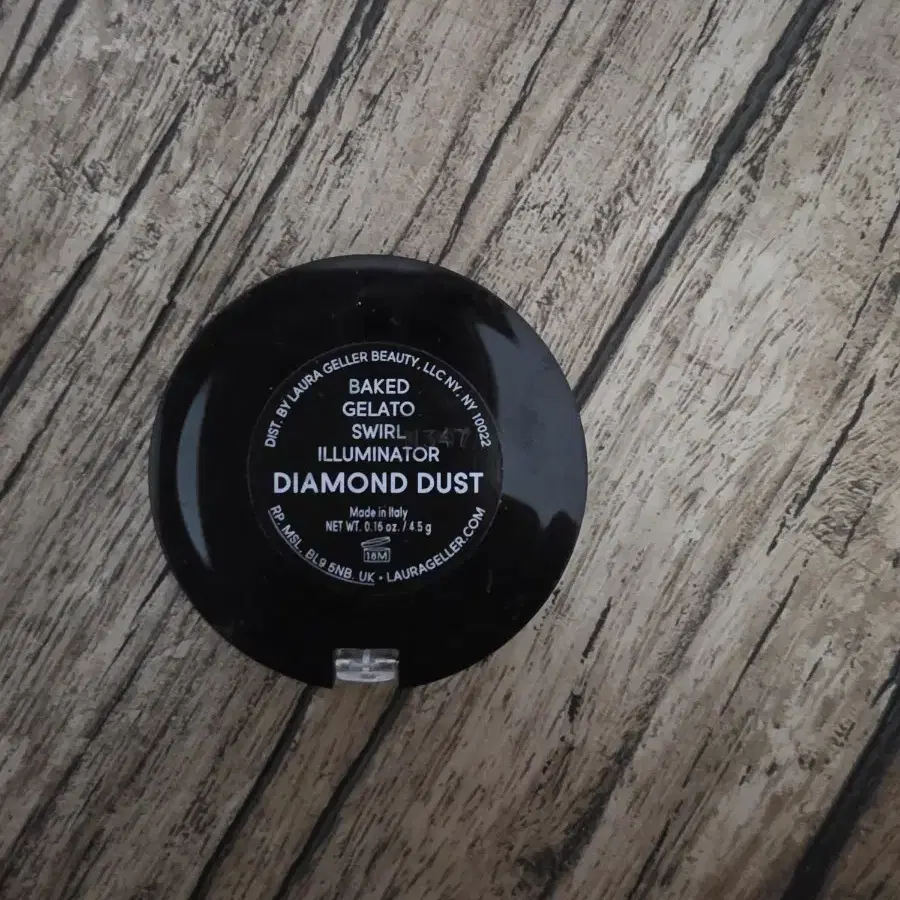 DIST. BY LAURA GELLER BEAUTY, LLC NY, NY 10022
BAKED
GELATO
SWIRL
ILLUMINATOR
DIAMOND DUST
Made in Italy
NET WT. 0.16 oz. / 4.5 g
18M
RP, MSL, BL9 5NB. UK • LAURAGELLER.COM